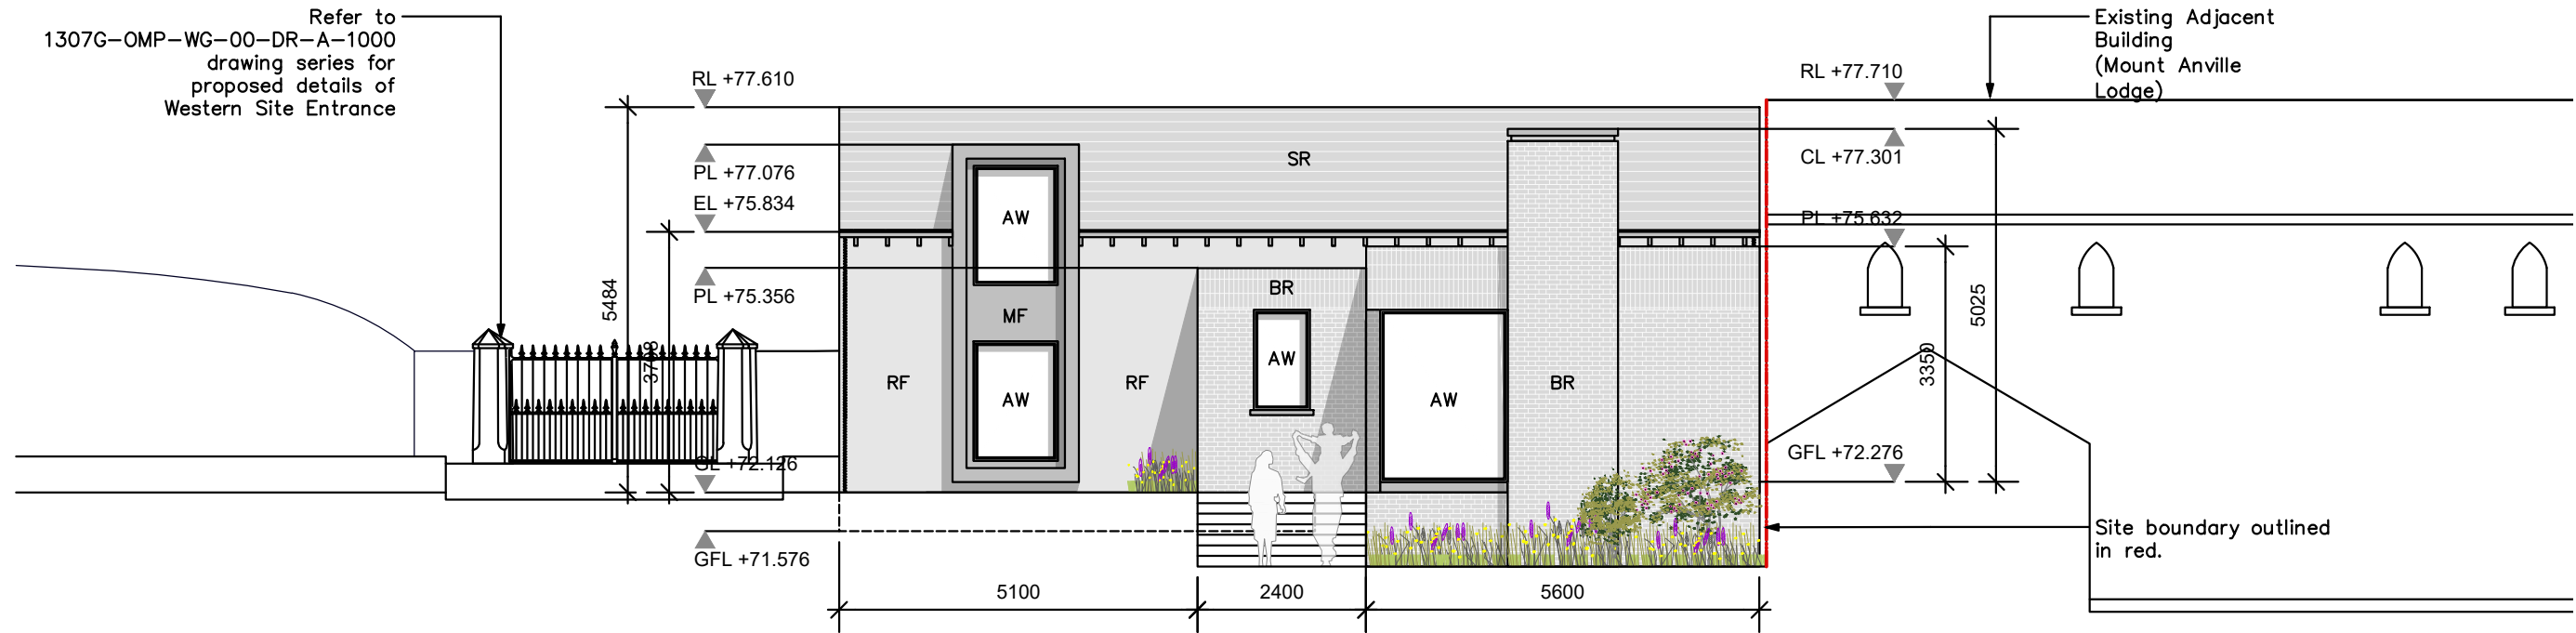 Refer to
1307G-OMP-WG-00-DR-A-1000
drawing series for
proposed details of
Western Site Entrance
RL +77.610
PL +77.076
EL +75.834
PL +75.356
GL +72.126
GFL +71.576
5484
3708
SR
AW
MF
AW
RF
RF
BR
AW
AW
BR
5100
2400
5600
RL +77.710
CL +77.301
PL +75.632
GFL +72.276
3350
5025
Existing Adjacent
Building
(Mount Anville
Lodge)
Site boundary outlined
in red.